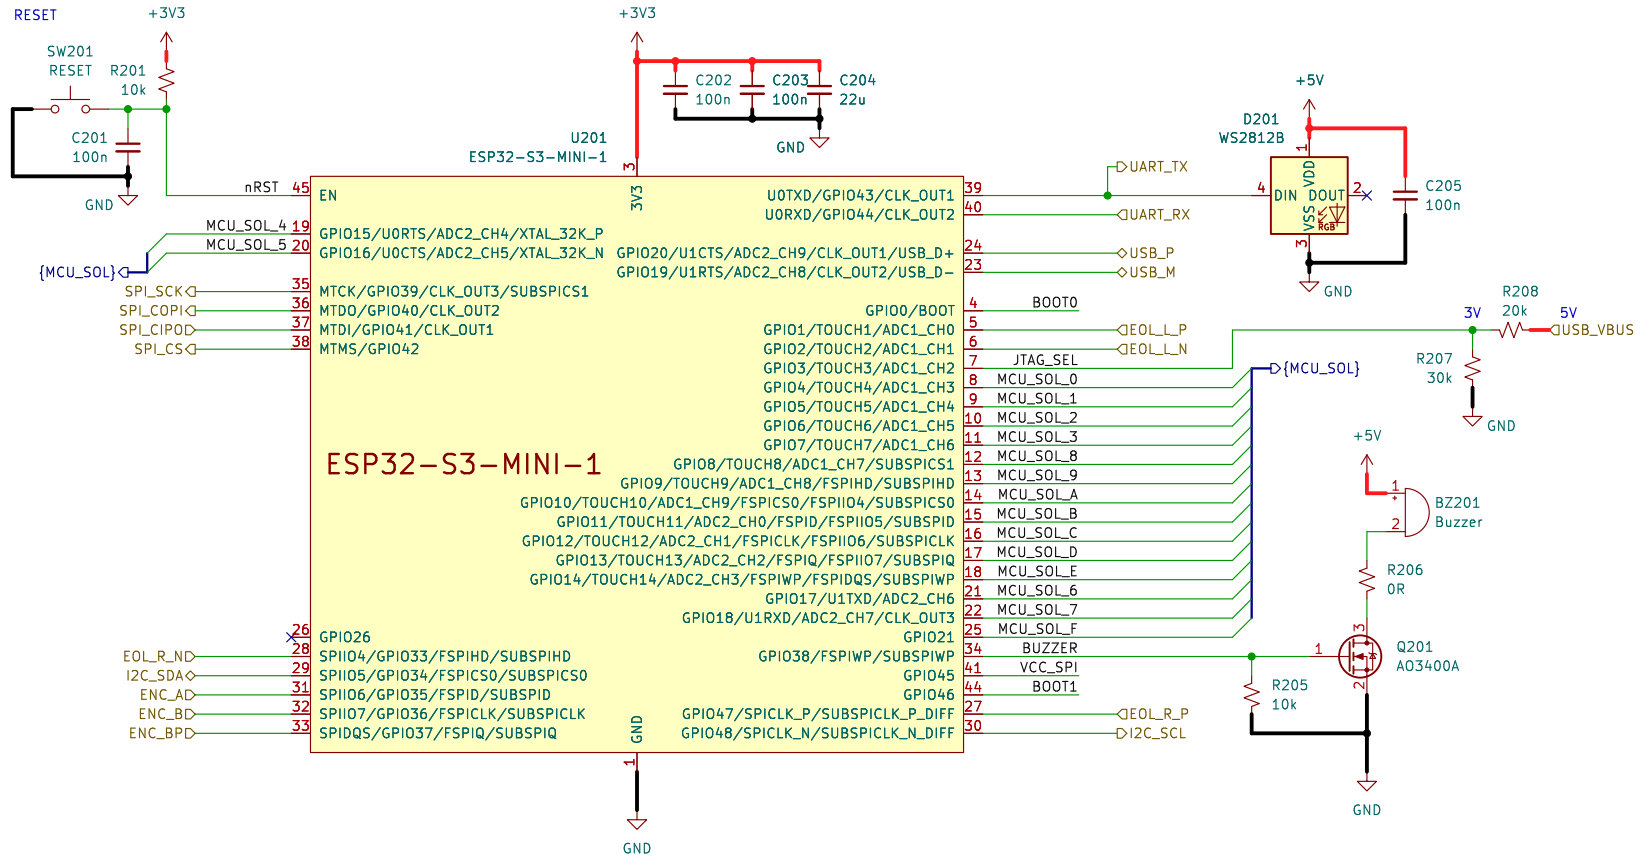 RESET
+3V3
SW201
RESET
R201
10k
C201
100n
GND
+3V3
C202
100n
C203
100n
C204
22u
GND
U201
ESP32-S3-MINI-1
3
3V3
+5V
D201
WS2812B
1
VDD
4
DIN
DOUT
2
VSS
RGB
3
GND
C205
100n
nRST
45
EN
MCU_SOL_4
19
GPIO15/U0RTS/ADC2_CH4/XTAL_32K_P
MCU_SOL_5
20
GPIO16/U0CTS/ADC2_CH5/XTAL_32K_N
{MCU_SOL}
SPI_SCK
35
MTCK/GPIO39/CLK_OUT3/SUBSPICS1
SPI_COPI
36
MTDO/GPIO40/CLK_OUT2
SPI_CIPO
37
MTDI/GPIO41/CLK_OUT1
SPI_CS
38
MTMS/GPIO42
ESP32-S3-MINI-1
26
GPIO26
EOL_R_N
28
SPIIO4/GPIO33/FSPIHD/SUBSPIHD
I2C_SDA
29
SPIIO5/GPIO34/FSPICS0/SUBSPICS0
ENC_A
31
SPIIO6/GPIO35/FSPID/SUBSPID
ENC_B
32
SPIIO7/GPIO36/FSPICLK/SUBSPICLK
ENC_BP
33
SPIDQS/GPIO37/FSPIQ/SUBSPIQ
GND
1
GND
UART_TX
U0TXD/GPIO43/CLK_OUT1
39
U0RXD/GPIO44/CLK_OUT2
40
UART_RX
GPIO20/U1CTS/ADC2_CH9/CLK_OUT1/USB_D+
24
USB_P
GPIO19/U1RTS/ADC2_CH8/CLK_OUT2/USB_D-
23
USB_M
GPIO0/BOOT
4
BOOT0
GPIO1/TOUCH1/ADC1_CH0
5
EOL_L_P
GPIO2/TOUCH2/ADC1_CH1
6
EOL_L_N
GPIO3/TOUCH3/ADC1_CH2
7
JTAG_SEL
GPIO4/TOUCH4/ADC1_CH3
8
MCU_SOL_0
GPIO5/TOUCH5/ADC1_CH4
9
MCU_SOL_1
GPIO6/TOUCH6/ADC1_CH5
10
MCU_SOL_2
GPIO7/TOUCH7/ADC1_CH6
11
MCU_SOL_3
GPIO8/TOUCH8/ADC1_CH7/SUBSPICS1
12
MCU_SOL_8
GPIO9/TOUCH9/ADC1_CH8/FSPIHD/SUBSPIHD
13
MCU_SOL_9
GPIO10/TOUCH10/ADC1_CH9/FSPICS0/FSPIIO4/SUBSPICS0
14
MCU_SOL_A
GPIO11/TOUCH11/ADC2_CH0/FSPID/FSPIIO5/SUBSPID
15
MCU_SOL_B
GPIO12/TOUCH12/ADC2_CH1/FSPICLK/FSPIIO6/SUBSPICLK
16
MCU_SOL_C
GPIO13/TOUCH13/ADC2_CH2/FSPIQ/FSPIIO7/SUBSPIQ
17
MCU_SOL_D
GPIO14/TOUCH14/ADC2_CH3/FSPIWP/FSPIDQS/SUBSPIWP
18
MCU_SOL_E
GPIO17/U1TXD/ADC2_CH6
21
MCU_SOL_6
GPIO18/U1RXD/ADC2_CH7/CLK_OUT3
22
MCU_SOL_7
GPIO21
25
MCU_SOL_F
GPIO38/FSPIWP/SUBSPIWP
34
BUZZER
GPIO45
41
VCC_SPI
GPIO46
44
BOOT1
GPIO47/SPICLK_P/SUBSPICLK_P_DIFF
27
EOL_R_P
GPIO48/SPICLK_N/SUBSPICLK_N_DIFF
30
I2C_SCL
{MCU_SOL}
3V
R208
20k
5V
USB_VBUS
R207
30k
GND
+5V
1
+
2
BZ201
Buzzer
R206
0R
3
1
2
Q201
AO3400A
R205
10k
GND